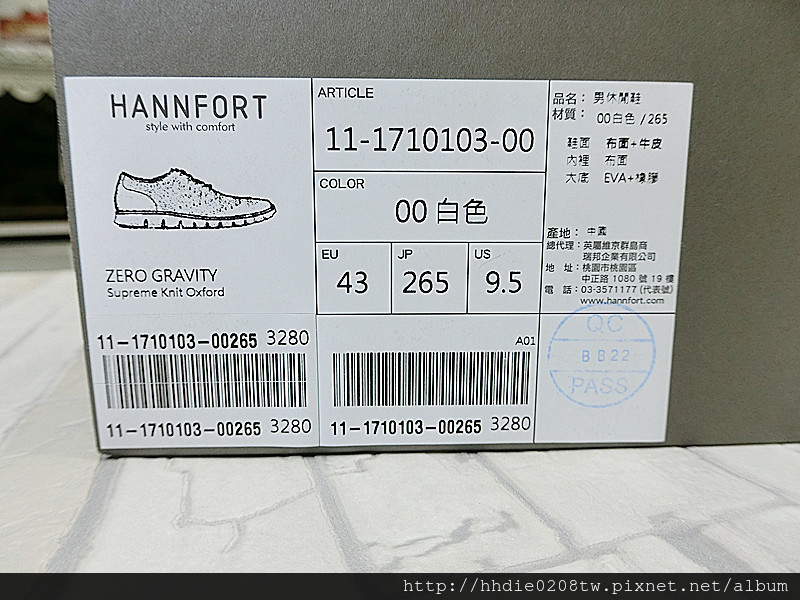 HANNFORT
style with comfort
ZERO GRAVITY
Supreme Knit Oxford
11-1710103-00265 3280
11-1710103-00265 3280
ARTICLE
11-1710103-00
COLOR
00 白色
EU
43
JP
265
US
9.5
A01
11-1710103-00265 3280
品名： 男休閒鞋
材質： 00白色 /265
鞋面 布面+牛皮
內裡 布面
大底 EVA+橡膠
產地： 中國
總代理：英屬維京群島商
瑞邦企業有限公司
地 址：桃園市桃園區
中正路 1080 號 19 樓
電 話：03-3571177 (代表號)
www.hannfort.com
QC
BB22
PASS
http://hhdie0208tw.pixnet.net/album